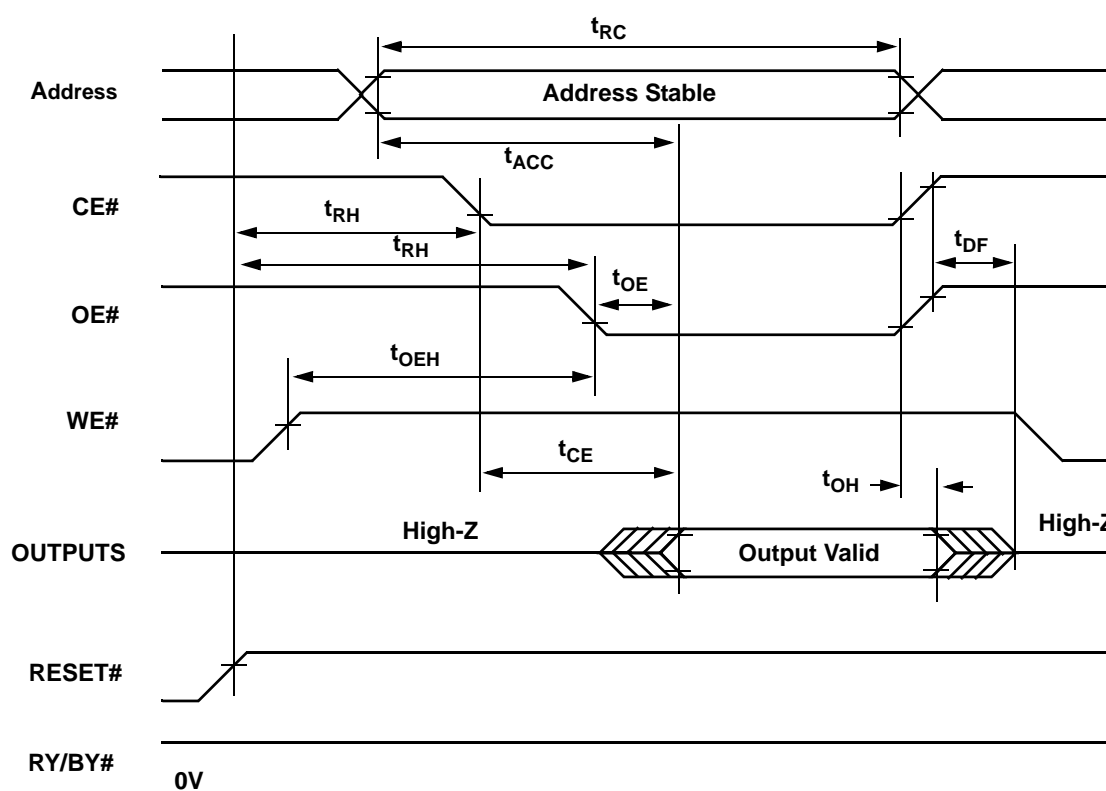 tRC
Address
Address Stable
tACC
CE#
tRH
tRH
tDF
tOE
OE#
tOEH
WE#
tCE
tOH
High-Z
High-Z
OUTPUTS
Output Valid
RESET#
RY/BY#
0V